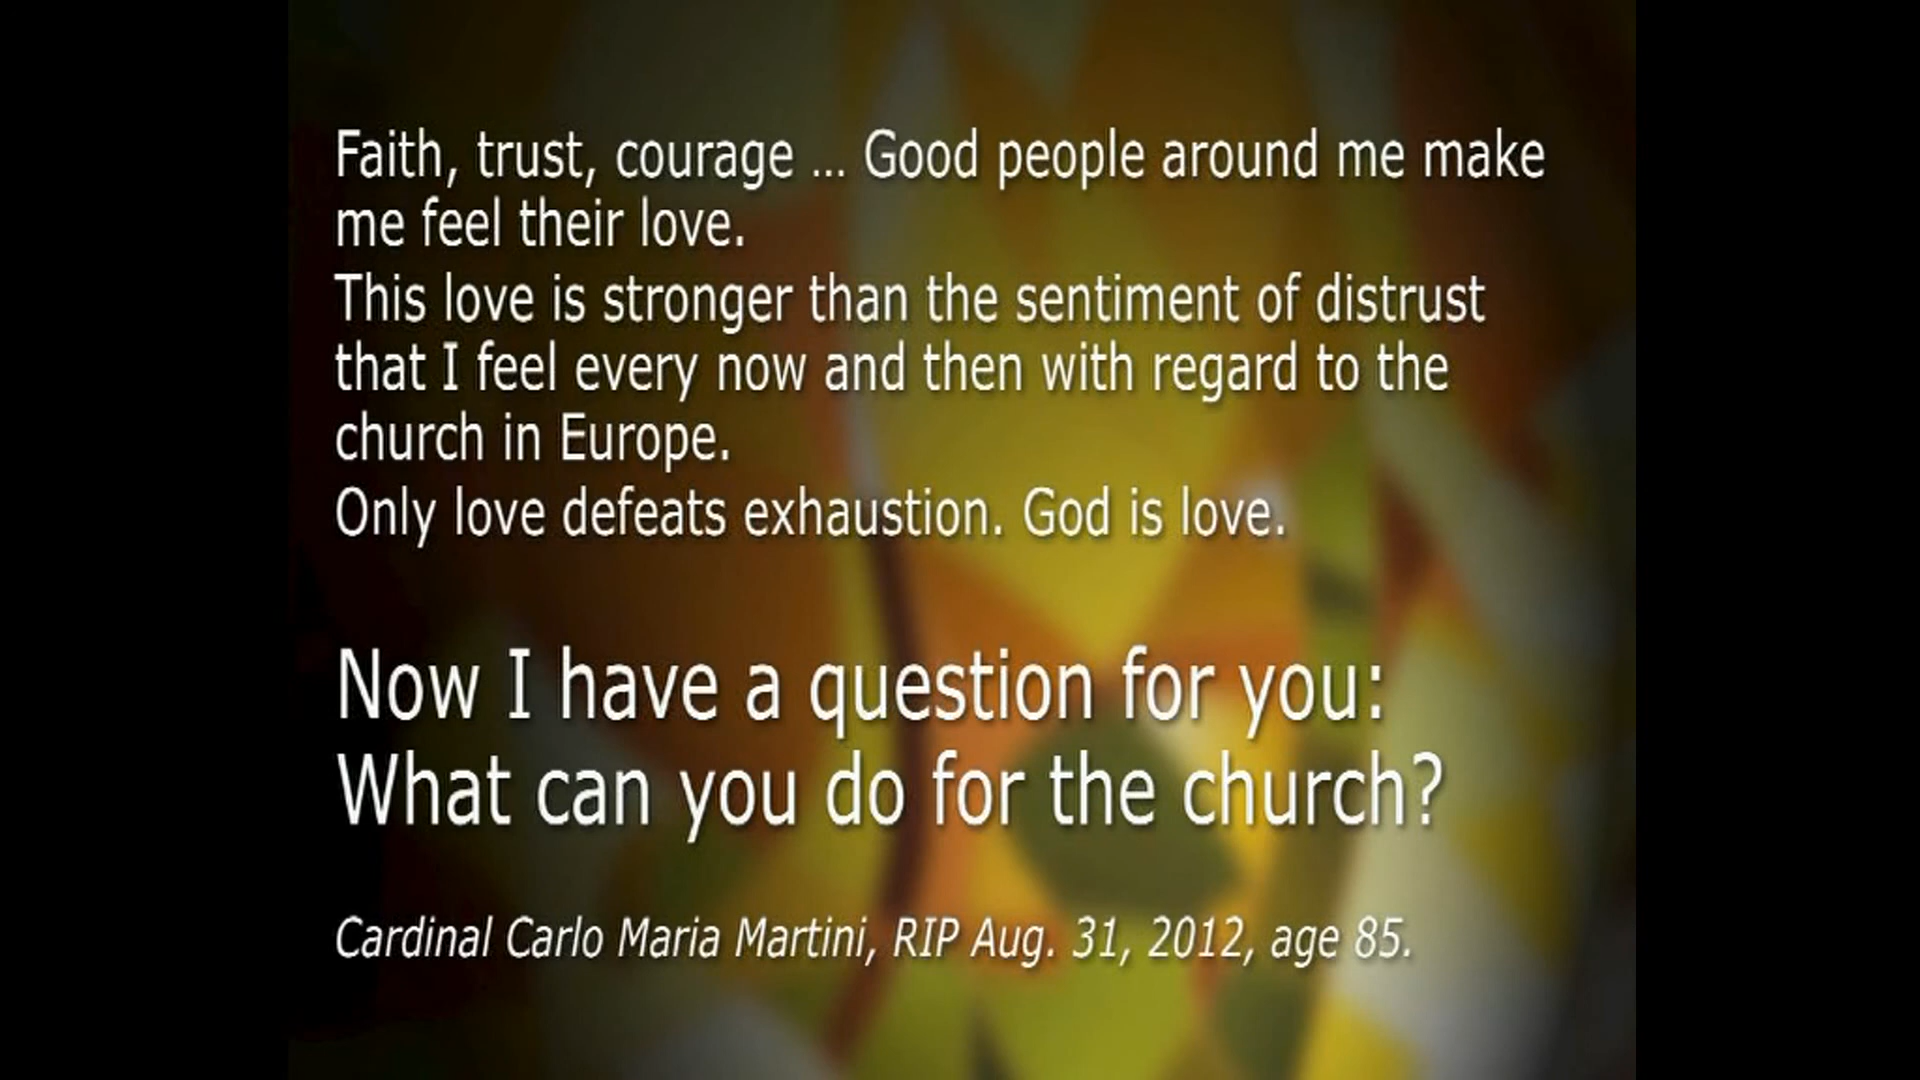 Faith, trust, courage ... Good people around me make
me feel their love.
This love is stronger than the sentiment of distrust
that I feel every now and then with regard to the
church in Europe.
Only love defeats exhaustion. God is love.
Now I have a question for you:
What can you do for the church?
Cardinal Carlo Maria Martini, RIP Aug. 31, 2012, age 85.